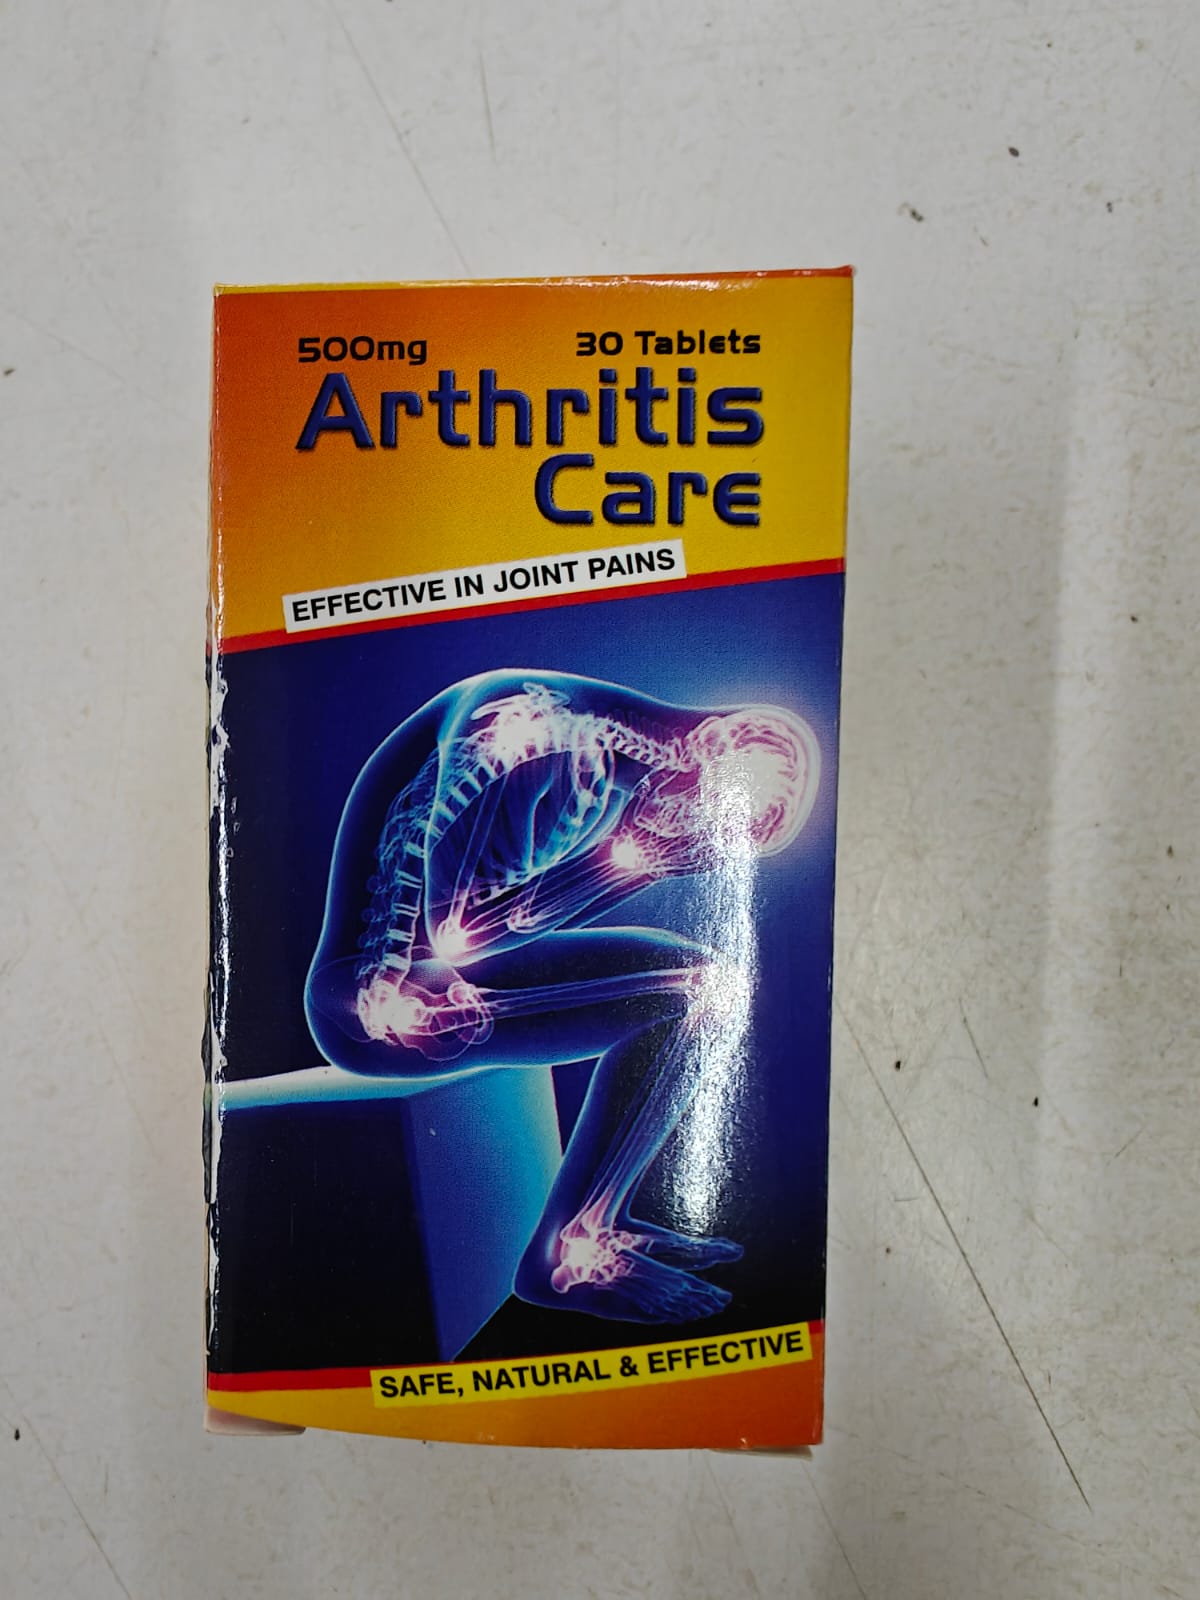 500mg 30 Tablets
Arthritis
Care
EFFECTIVE IN JOINT PAINS
SAFE, NATURAL & EFFECTIVE